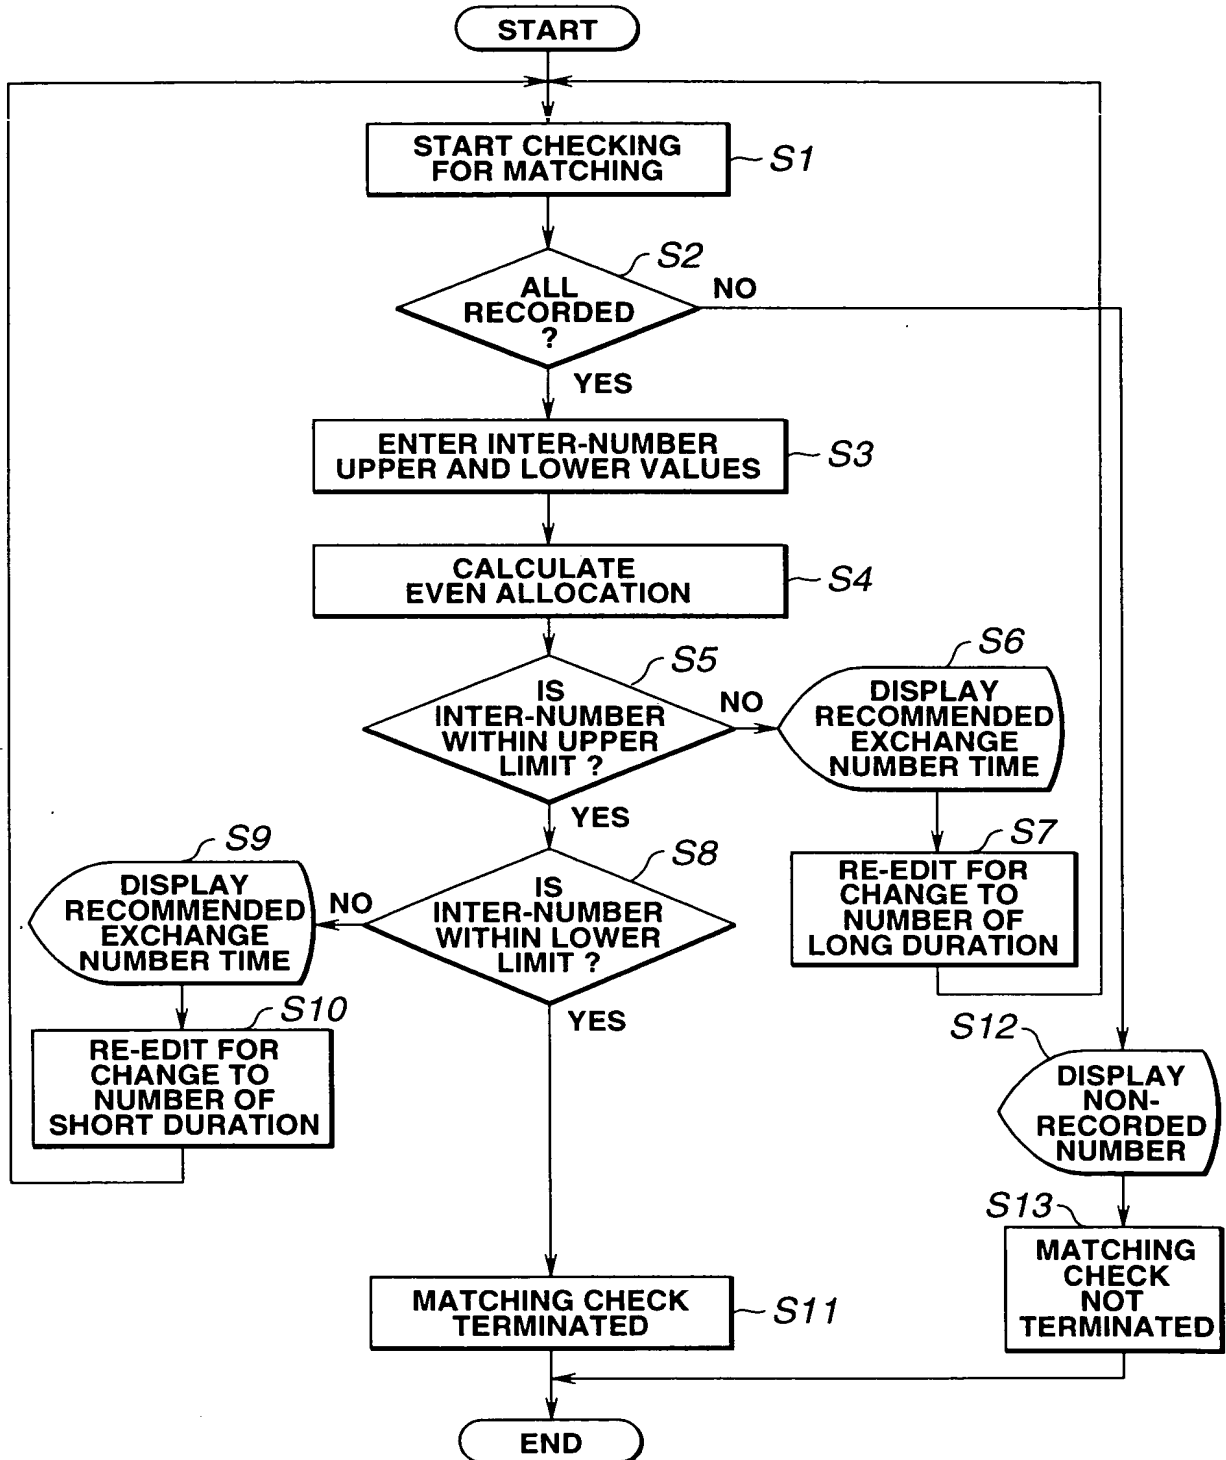 START
START CHECKING
FOR MATCHING
S1
S2
ALL
RECORDED
?
NO
YES
ENTER INTER-NUMBER
UPPER AND LOWER VALUES
S3
CALCULATE
EVEN ALLOCATION
S4
S5
IS
INTER-NUMBER
WITHIN UPPER
LIMIT ?
NO
YES
S6
DISPLAY
RECOMMENDED
EXCHANGE
NUMBER TIME
S7
RE-EDIT FOR
CHANGE TO
NUMBER OF
LONG DURATION
S8
IS
INTER-NUMBER
WITHIN LOWER
LIMIT ?
NO
YES
S9
DISPLAY
RECOMMENDED
EXCHANGE
NUMBER TIME
S10
RE-EDIT FOR
CHANGE TO
NUMBER OF
SHORT DURATION
S12
DISPLAY
NON-
RECORDED
NUMBER
S13
MATCHING
CHECK
NOT
TERMINATED
MATCHING CHECK
TERMINATED
S11
END